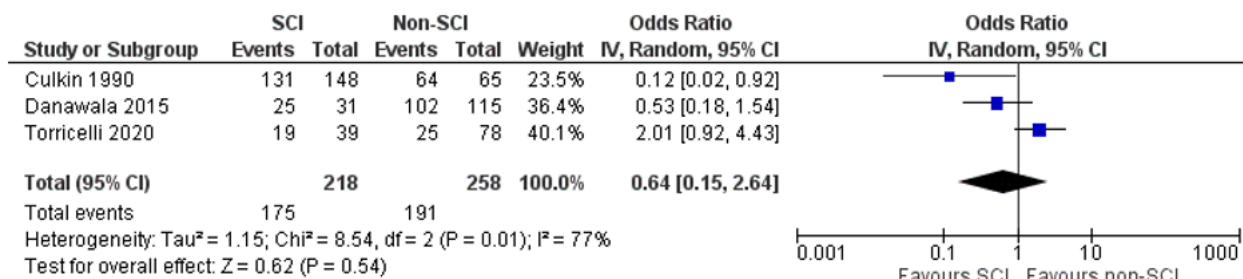 SCI Non-SCI Odds Ratio Odds Ratio
Study or Subgroup Events Total Events Total Weight IV, Random, 95% CI IV, Random, 95% CI
Culkin 1990 131 148 64 65 23.5% 0.12 [0.02, 0.92]
Danawala 2015 25 31 102 115 36.4% 0.53 [0.18, 1.54]
Torricelli 2020 19 39 25 78 40.1% 2.01 [0.92, 4.43]
Total (95% CI) 218 258 100.0% 0.64 [0.15, 2.64]
Total events 175 191
Heterogeneity: Tau² = 1.15; Chi² = 8.54, df = 2 (P = 0.01); I² = 77%
Test for overall effect: Z = 0.62 (P = 0.54)
0.001 0.1 1 10 1000
Favours SCI Favours non-SCI